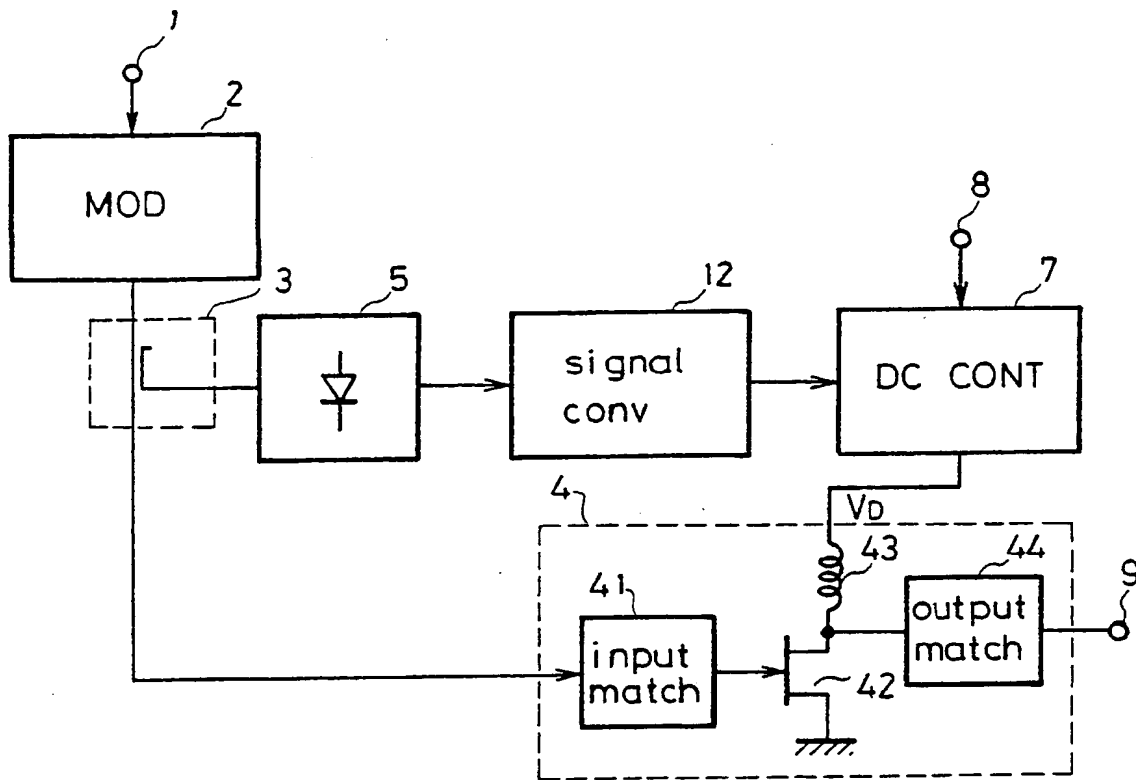 1
2
MOD
3
5
12
signal
conv
8
7
DC CONT
4
VD
43
44
output
match
9
41
input
match
42